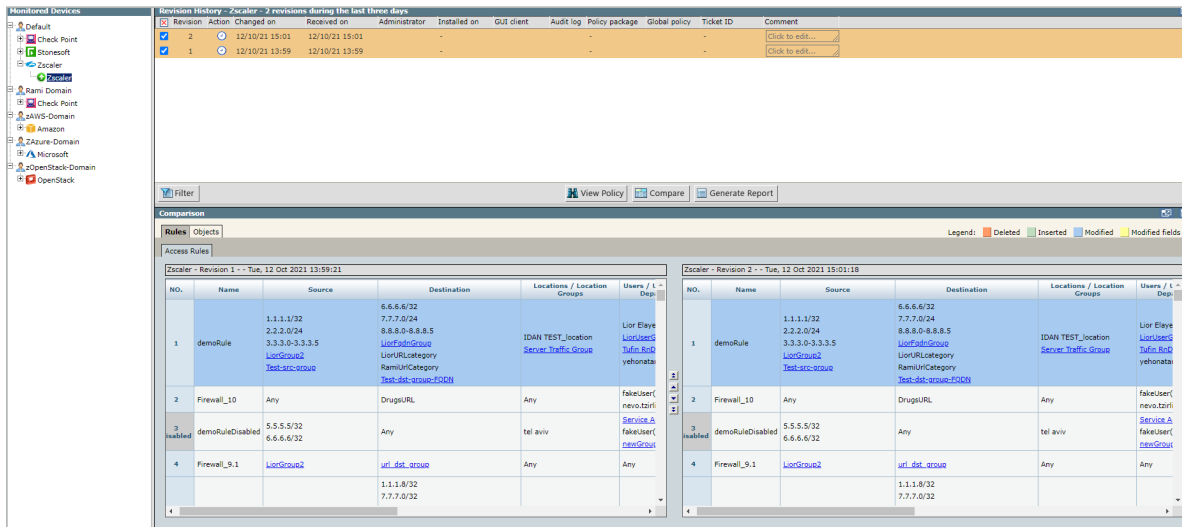 Monitored Devices
Default
Check Point
Stonesoft
Zscaler
Zscaler
Rami Domain
Check Point
zAWS-Domain
Amazon
ZAzure-Domain
Microsoft
zOpenStack-Domain
OpenStack
Revision History - Zscaler - 2 revisions during the last three days
Revision Action Changed on Received on Administrator Installed on GUI client Audit log Policy package Global policy Ticket ID Comment
2 12/10/21 15:01 12/10/21 15:01 - - - Click to edit...
1 12/10/21 13:59 12/10/21 13:59 - - - Click to edit...
Filter View Policy Compare Generate Report
Comparison
Rules Objects Legend: Deleted Inserted Modified Modified fields
Access Rules
Zscaler - Revision 1 - - Tue, 12 Oct 2021 13:59:21
NO. Name Source Destination Locations / Location Groups Users / Depa
1 demoRule
1.1.1.1/32
2.2.2.0/24
3.3.3.0-3.3.3.5
LiorGroup2
Test-src-group
6.6.6.6/32
7.7.7.0/24
8.8.8.0-8.8.8.5
LiorFqdnGroup
LiorURLcategory
RamiUrlCategory
Test-dst-group-FQDN
IDAN TEST_location
Server Traffic Group
Lior Elaye
LiorUserG
Tufin RnD
yehonata
2 Firewall_10 Any DrugsURL Any
fakeUser(
nevo.tzirli
3 isabled demoRuleDisabled
5.5.5.5/32
6.6.6.6/32
Any tel aviv
Service A
fakeUser(
newGroup
4 Firewall_9.1 LiorGroup2 url_dst_group Any Any
1.1.1.8/32
7.7.7.0/32
Zscaler - Revision 2 - - Tue, 12 Oct 2021 15:01:18
NO. Name Source Destination Locations / Location Groups Users / Depa
1 demoRule
1.1.1.1/32
2.2.2.0/24
3.3.3.0-3.3.3.5
LiorGroup2
Test-src-group
6.6.6.6/32
7.7.7.0/24
8.8.8.0-8.8.8.5
LiorFqdnGroup
LiorURLcategory
RamiUrlCategory
Test-dst-group-FQDN
IDAN TEST_location
Server Traffic Group
Lior Elaye
LiorUserG
Tufin RnD
yehonatar
2 Firewall_10 Any DrugsURL Any
fakeUser(
nevo.tzirli
3 isabled demoRuleDisabled
5.5.5.5/32
6.6.6.6/32
Any tel aviv
Service A
fakeUser(
newGroup
4 Firewall_9.1 LiorGroup2 url_dst_group Any Any
1.1.1.8/32
7.7.7.0/32